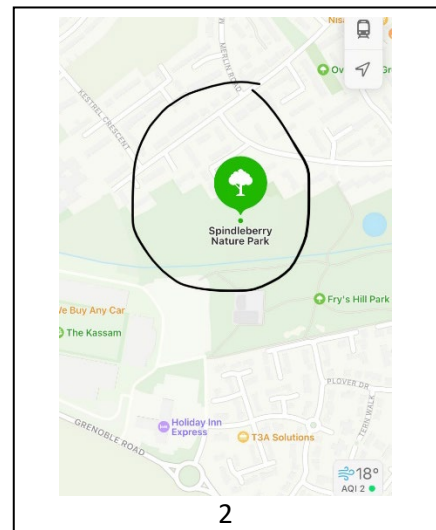 Nisa
MERLIN ROAD
Ov
Gr
KESTREL CRESCENT
Spindleberry
Nature Park
We Buy Any Car
Fry's Hill Park
The Kassam
PLOVER DR
TERN WALK
Holiday Inn
Express
GRENOBLE ROAD
T3A Solutions
18°
AQI 2
2